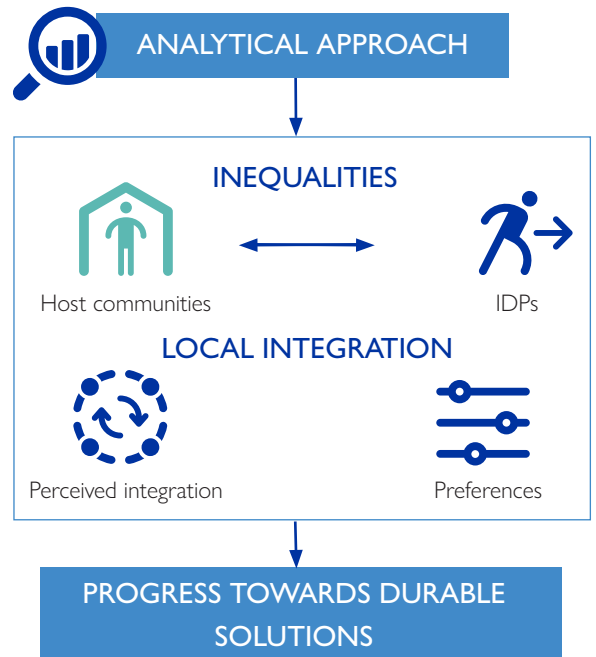 ANALYTICAL APPROACH
INEQUALITIES
Host communities
IDPs
LOCAL INTEGRATION
Perceived integration
Preferences
PROGRESS TOWARDS DURABLE
SOLUTIONS